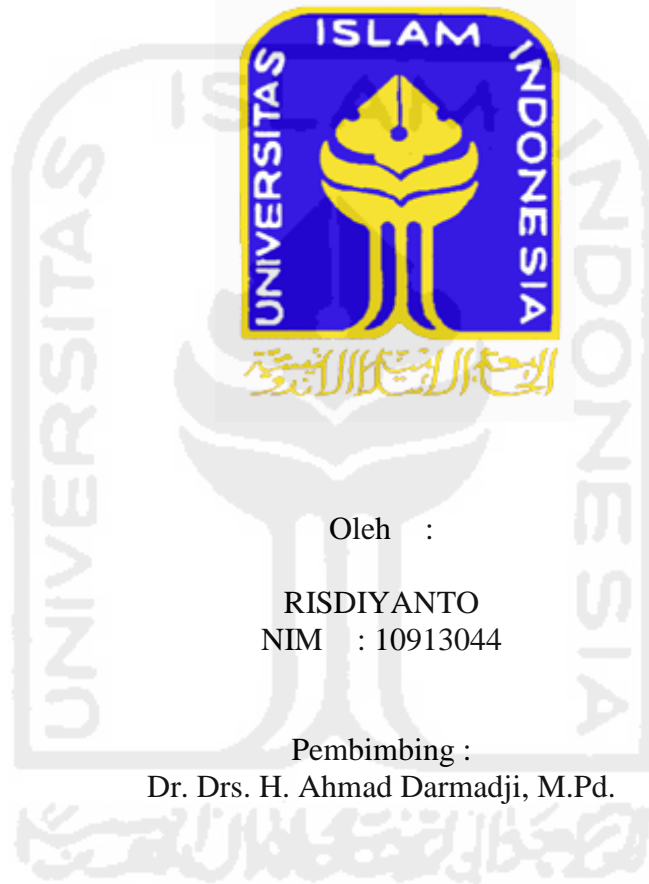 UNIVERSITAS ISLAM INDONESIA
Oleh :
RISDIYANTO
NIM : 10913044
Pembimbing :
Dr. Drs. H. Ahmad Darmadji, M.Pd.